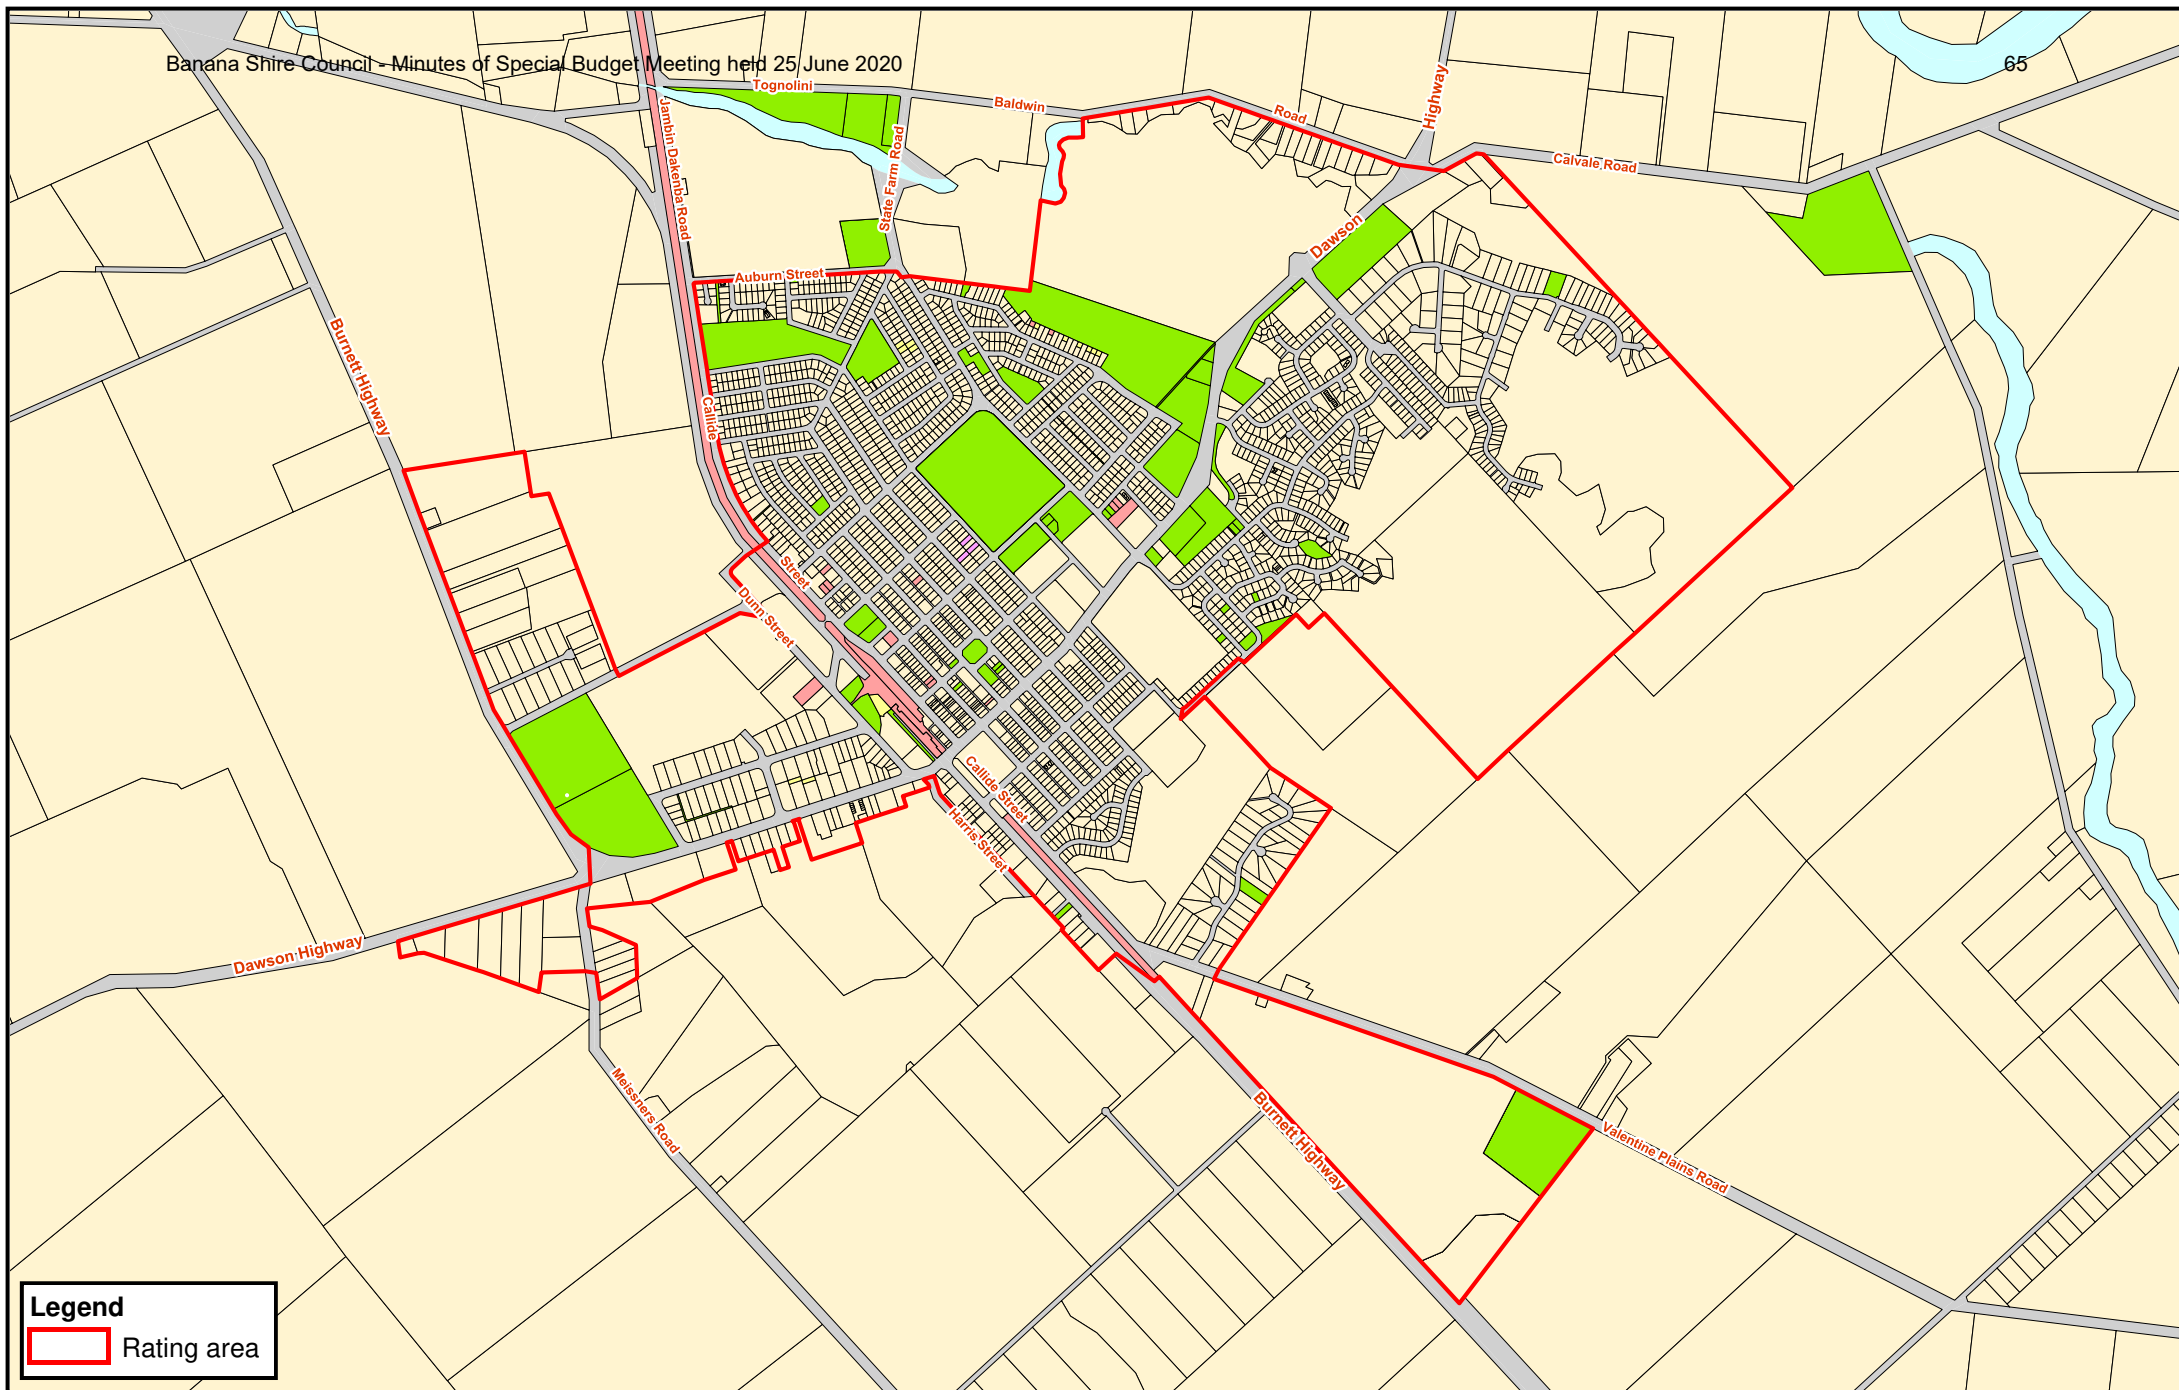 Banana Shire Council - Minutes of Special Budget Meeting held 25 June 2020
65
Tognolini
Baldwin
Road
Highway
Calvale Road
Jambin Dakenba Road
State Farm Road
Dawson
Auburn Street
Burnett Highway
Callide
Street
Dunn Street
Callide Street
Harris Street
Dawson Highway
Meissners Road
Burnett Highway
Valentine Plains Road
Legend
Rating area